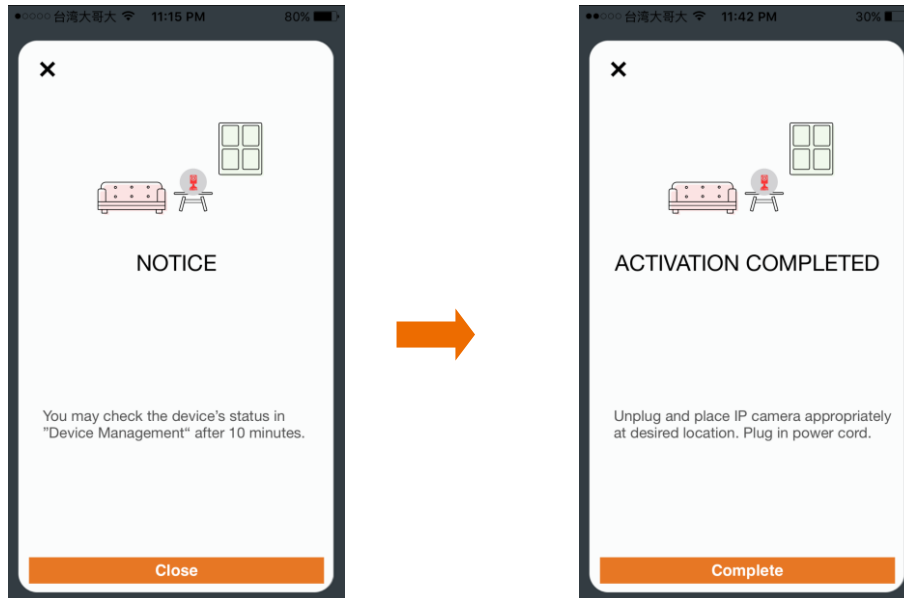 台湾大哥大 11:15 PM 80%
NOTICE
You may check the device's status in
"Device Management“ after 10 minutes.
Close
台湾大哥大 11:42 PM 30%
ACTIVATION COMPLETED
Unplug and place IP camera appropriately
at desired location. Plug in power cord.
Complete